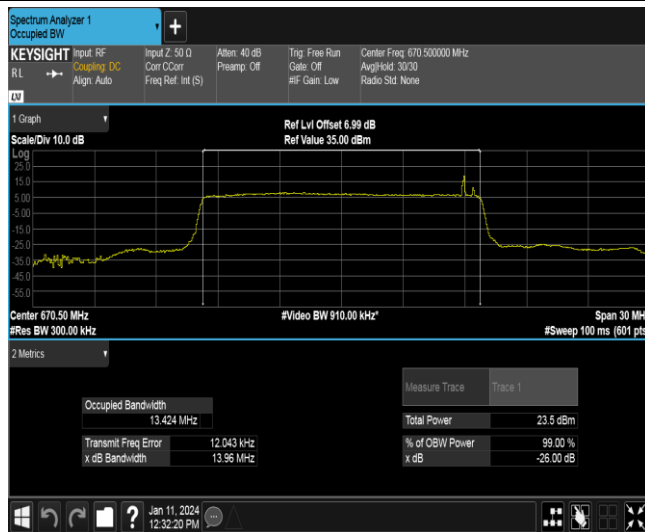 Spectrum Analyzer 1
Occupied BW
+
KEYSIGHT
RL
LXI
Input: RF
Coupling: DC
Align: Auto
Input Z: 50 Ω
Corr CCorr
Freq Ref: Int (S)
Atten: 40 dB
Preamp: Off
Trig: Free Run
Gate: Off
#IF Gain: Low
Center Freq: 670.500000 MHz
Avg|Hold: 30/30
Radio Std: None
1 Graph
Scale/Div 10.0 dB
Ref Lvl Offset 6.99 dB
Ref Value 35.00 dBm
Log
25.0
15.0
5.00
-5.00
-15.0
-25.0
-35.0
-45.0
-55.0
Center 670.50 MHz
#Video BW 910.00 kHz*
Span 30 MH
#Res BW 300.00 kHz
#Sweep 100 ms (601 pts
2 Metrics
Measure Trace Trace 1
Occupied Bandwidth
13.424 MHz
Total Power 23.5 dBm
Transmit Freq Error 12.043 kHz
% of OBW Power 99.00 %
x dB Bandwidth 13.96 MHz
x dB -26.00 dB
?
Jan 11, 2024
12:32:20 PM